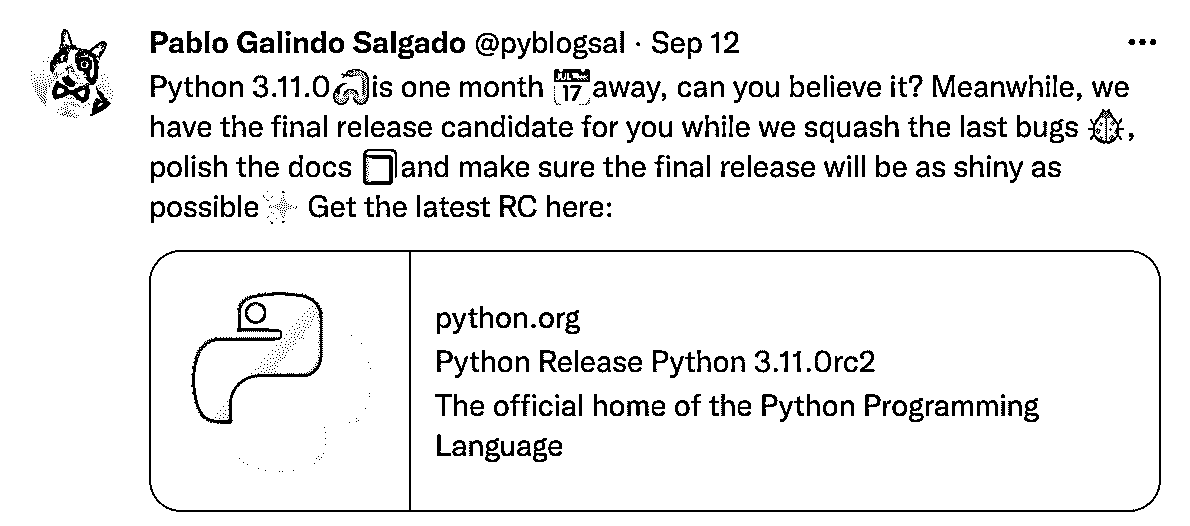 Pablo Galindo Salgado @pyblogsal · Sep 12
Python 3.11.0🐍is one month 📅away, can you believe it? Meanwhile, we
have the final release candidate for you while we squash the last bugs 🐞,
polish the docs 📔and make sure the final release will be as shiny as
possible✨ Get the latest RC here:
python.org
Python Release Python 3.11.0rc2
The official home of the Python Programming
Language